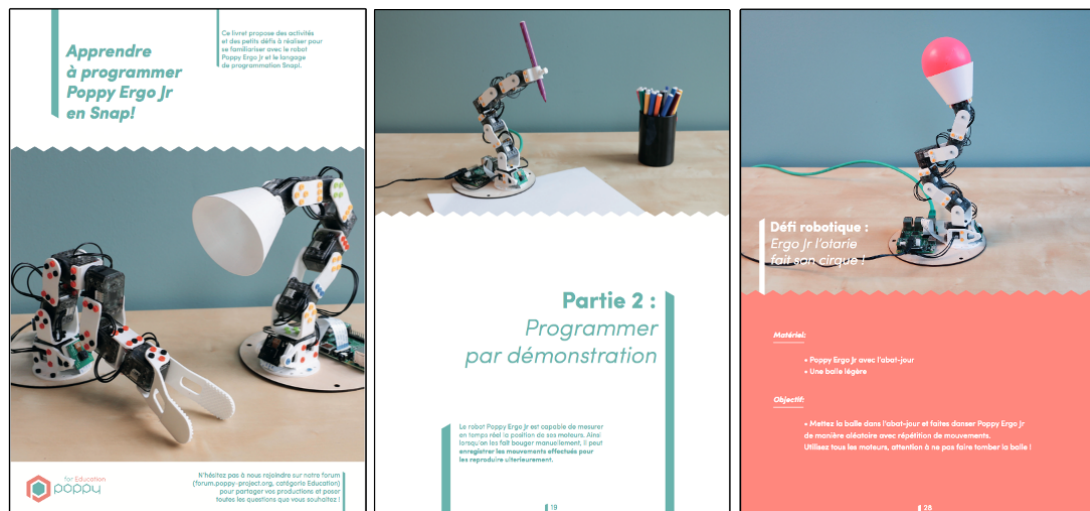 Apprendre
à programmer
Poppy Ergo Jr
en Snap!
Ce livret propose des activités
et des petits défis à réaliser pour
se familiariser avec le robot
Poppy Ergo Jr et le langage
de programmation Snap!.
for Education
poppy
N'hésitez pas à nous rejoindre sur notre forum
(forum.poppy-project.org, catégorie Education)
pour partager vos productions et poser
toutes les questions que vous souhaitez !
Partie 2 :
Programmer
par démonstration
Le robot Poppy Ergo Jr est capable de mesurer
en temps réel la position de ses moteurs. Ainsi
lorsqu'on les fait bouger manuellement, il peut
enregistrer les mouvements effectués pour
les reproduire ulterieurement.
19
Défi robotique :
Ergo Jr l'otarie
fait son cirque !
Matériel:
• Poppy Ergo Jr avec l'abat-jour
• Une balle légère
Objectif:
• Mettez la balle dans l'abat-jour et faites danser Poppy Ergo Jr
de manière aléatoire avec répétition de mouvements.
Utilisez tous les moteurs, attention à ne pas faire tomber la balle !
26